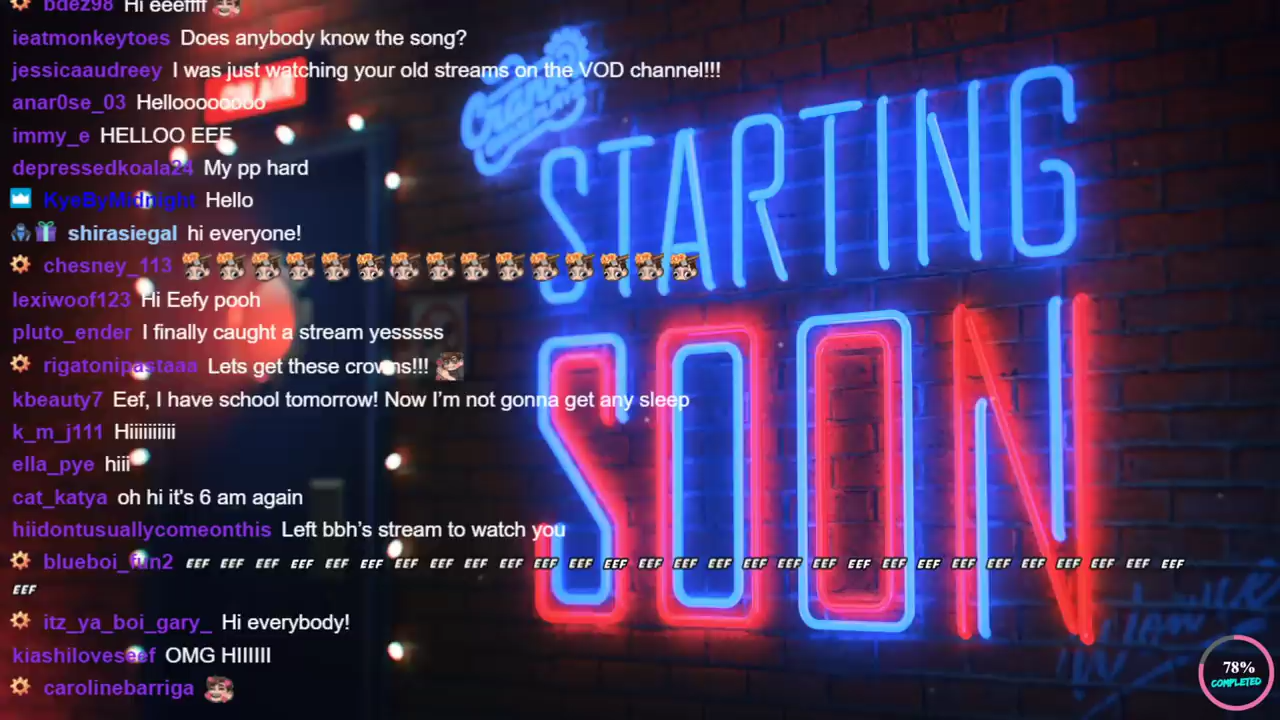 bdez98 Hi eeeffff
ieatmonkeytoes Does anybody know the song?
jessicaaudreey I was just watching your old streams on the VOD channel!!!
anar0se_03 Helloooooooo
immy_e HELLOO EEE
depressedkoala24 My pp hard
KyeByMidnight Hello
shirasiegal hi everyone!
chesney_113
lexiwoof123 Hi Eefy pooh
pluto_ender I finally caught a stream yesssss
rigatonipastaaa Lets get these crowns!!!
kbeauty7 Eef, I have school tomorrow! Now I’m not gonna get any sleep
k_m_j111 Hiiiiiiiiii
ella_pye hiii
cat_katya oh hi it's 6 am again
hiidontusuallycomeonthis Left bbh’s stream to watch you
blueboi_fun2 EEF EEF EEF EEF EEF EEF EEF EEF EEF EEF EEF EEF EEF EEF EEF EEF EEF EEF EEF EEF EEF EEF EEF EEF EEF EEF EEF EEF EEF
EEF
itz_ya_boi_gary_ Hi everybody!
kiashiloveseef OMG HIIIIII
carolinebarriga
STARTING
SOON
78%
COMPLETED